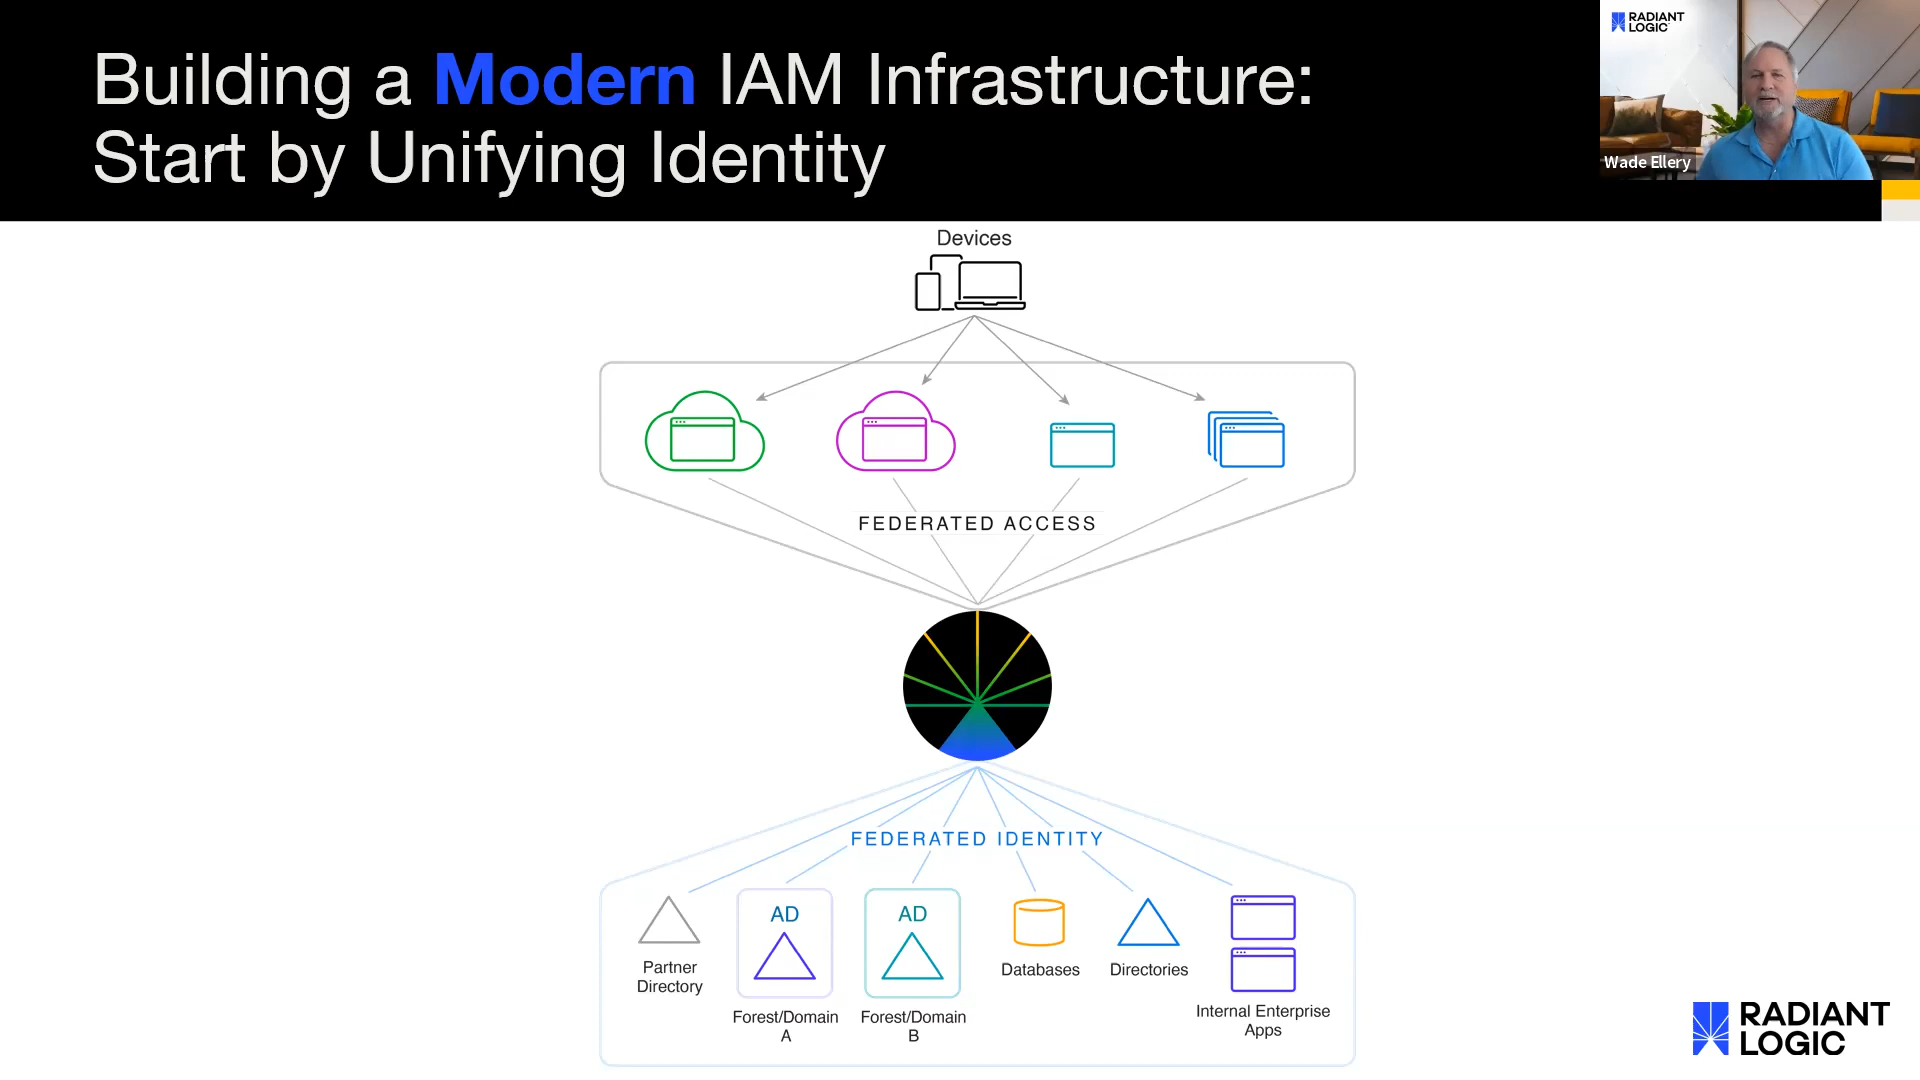 Building a Modern IAM Infrastructure:
Start by Unifying Identity
RADIANT
LOGIC
Wade Ellery
Devices
FEDERATED ACCESS
FEDERATED IDENTITY
AD
AD
Partner
Directory
Forest/Domain
A
Forest/Domain
B
Databases
Directories
Internal Enterprise
Apps
RADIANT
LOGIC